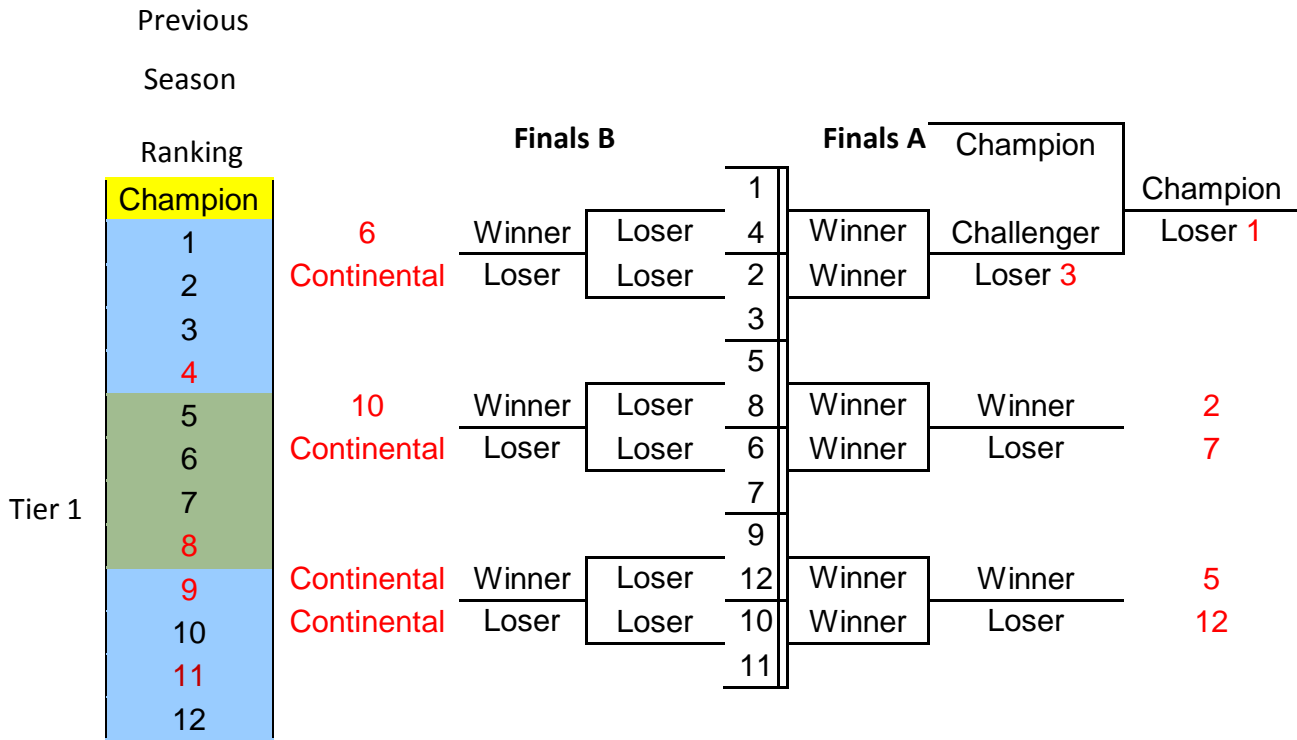 Previous
Season
Ranking
Finals B
Finals A
Champion
Champion
1
Champion
1
6
Winner
Loser
4
Winner
Challenger
Loser 1
2
Continental
Loser
Loser
2
Winner
Loser 3
3
3
4
5
5
10
Winner
Loser
8
Winner
Winner
2
6
Continental
Loser
Loser
6
Winner
Loser
7
Tier 1
7
7
8
9
9
Continental
Winner
Loser
12
Winner
Winner
5
10
Continental
Loser
Loser
10
Winner
Loser
12
11
11
12